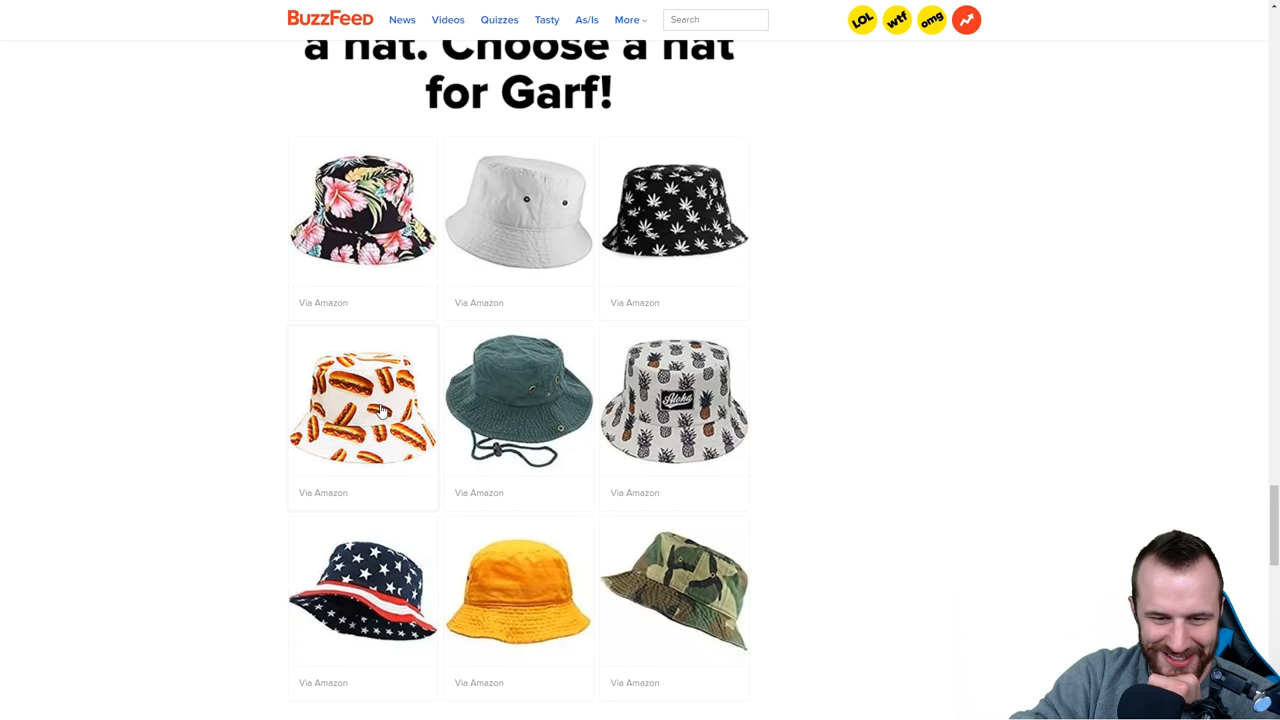 BuzzFeed News Videos Quizzes Tasty As/Is More Search LOL wtf omg
a hat. Choose a hat
for Garf!
Via Amazon Via Amazon Via Amazon
Aloha
Via Amazon Via Amazon Via Amazon
Via Amazon Via Amazon Via Amazon